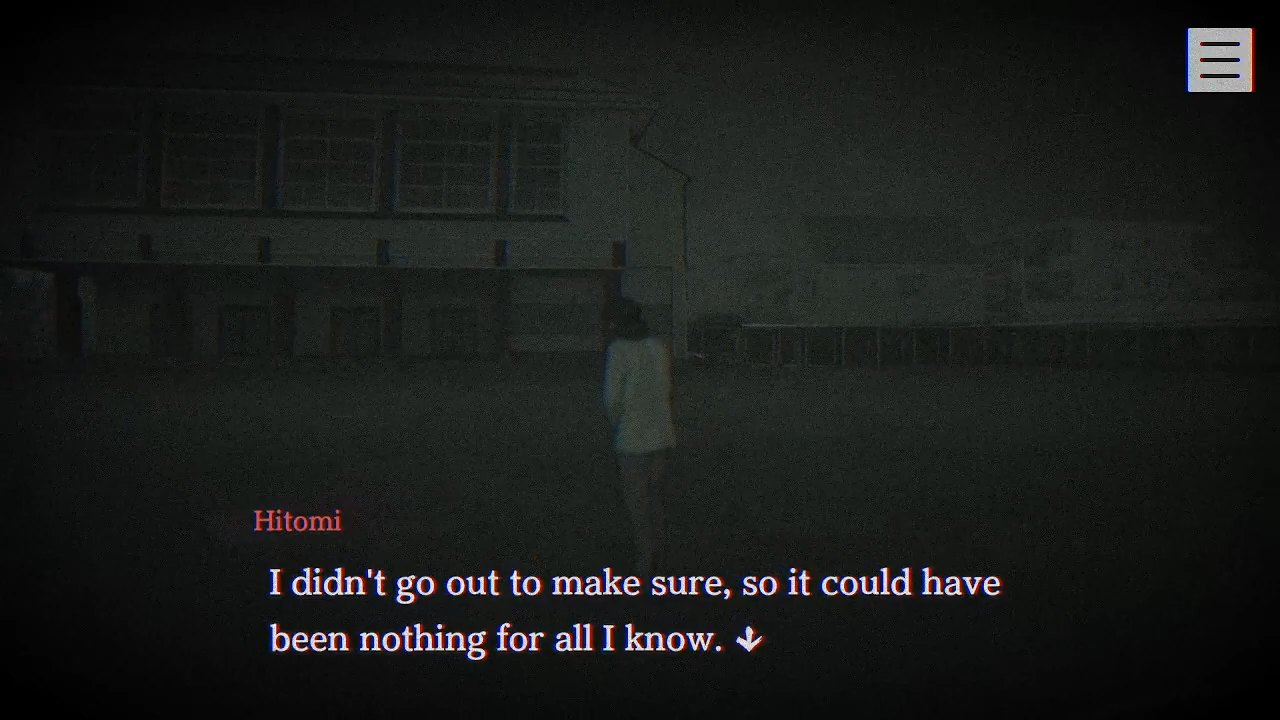 Hitomi
I didn't go out to make sure, so it could have
been nothing for all I know.